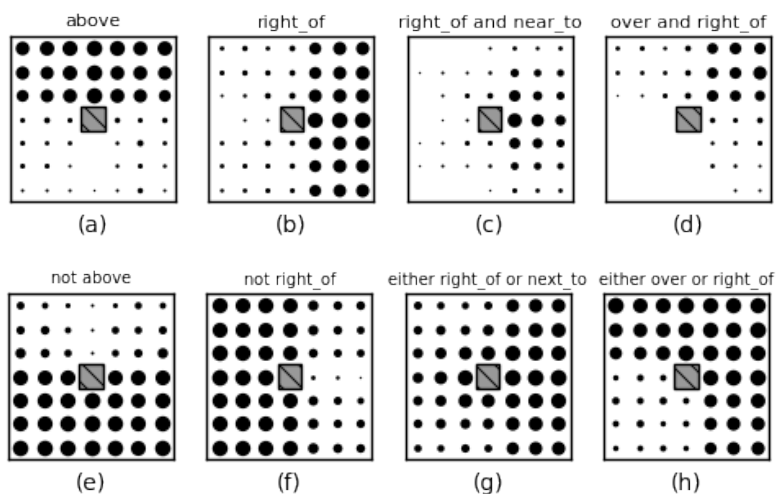 above
right_of
right_of and near_to
over and right_of
(a)
(b)
(c)
(d)
not above
not right_of
either right_of or next_to
either over or right_of
(e)
(f)
(g)
(h)